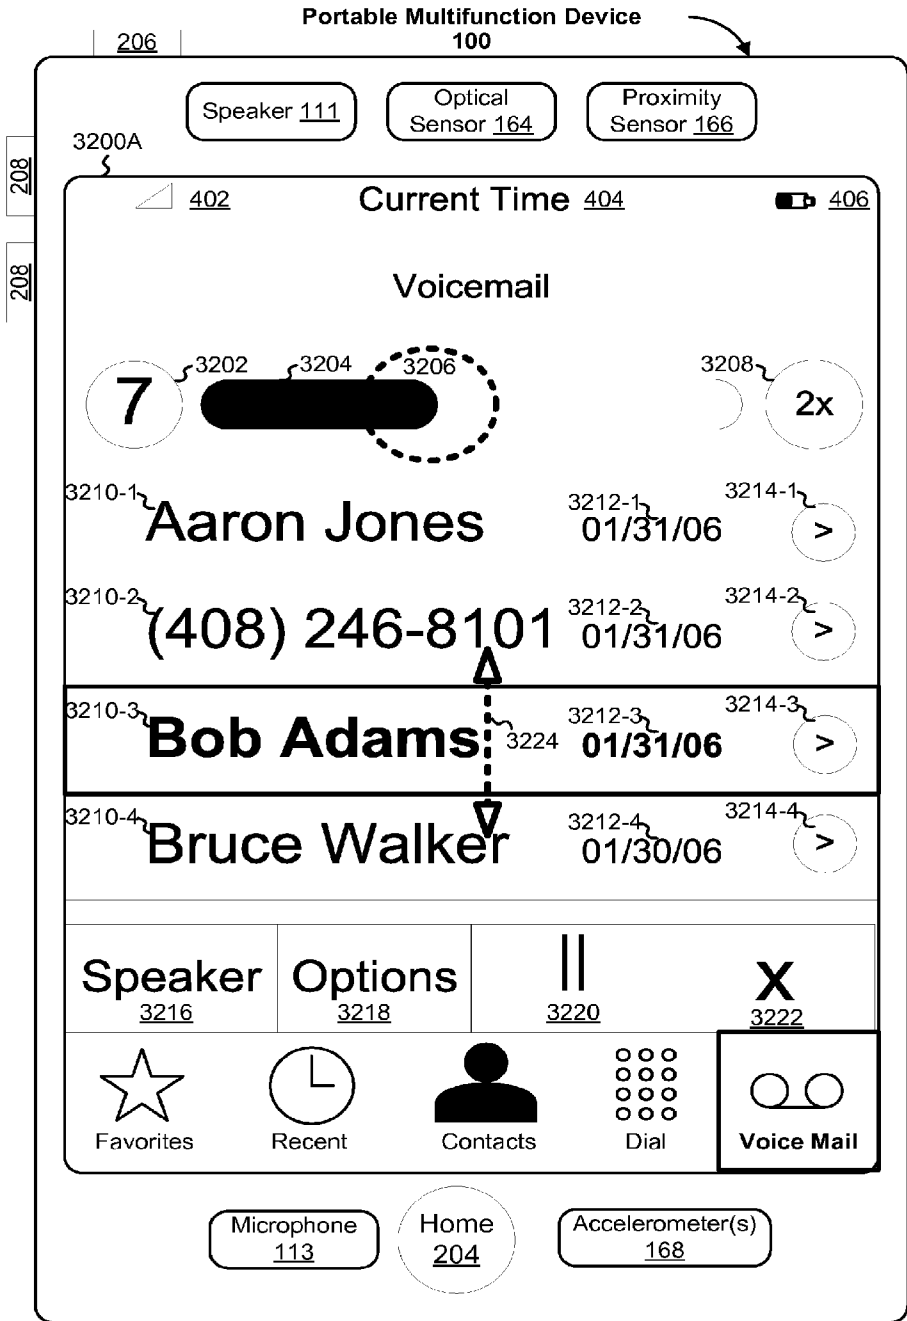 Portable Multifunction Device
100
206
Speaker 111
Optical
Sensor 164
Proximity
Sensor 166
3200A
208
208
402
Current Time 404
406
Voicemail
3202
3204
3206
3208
7
2x
3210-1
Aaron Jones
3212-1
01/31/06
3214-1
>
3210-2
(408) 246-8101
3212-2
01/31/06
3214-2
>
3210-3
Bob Adams
3224
3212-3
01/31/06
3214-3
>
3210-4
Bruce Walker
3212-4
01/30/06
3214-4
>
Speaker
3216
Options
3218
||
3220
X
3222
Favorites
Recent
Contacts
Dial
Voice Mail
Microphone
113
Home
204
Accelerometer(s)
168